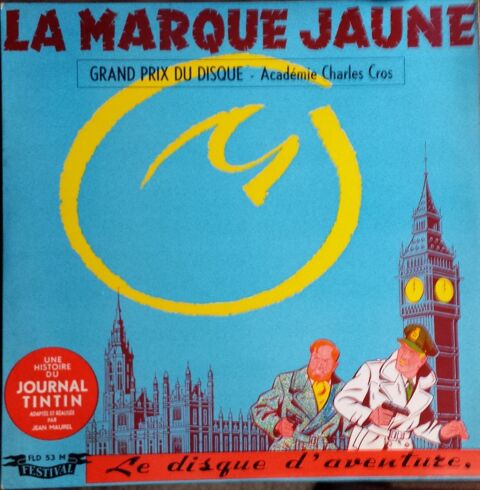 LA MARQUE JAUNE
GRAND PRIX DU DISQUE - Académie Charles Cros
UNE
HISTOIRE
DU
JOURNAL
TINTIN
ADAPTÉE ET RÉALISÉE
PAR
JEAN MAUREL
FLD 53 M
FESTIVAL
Le disque d'aventure.